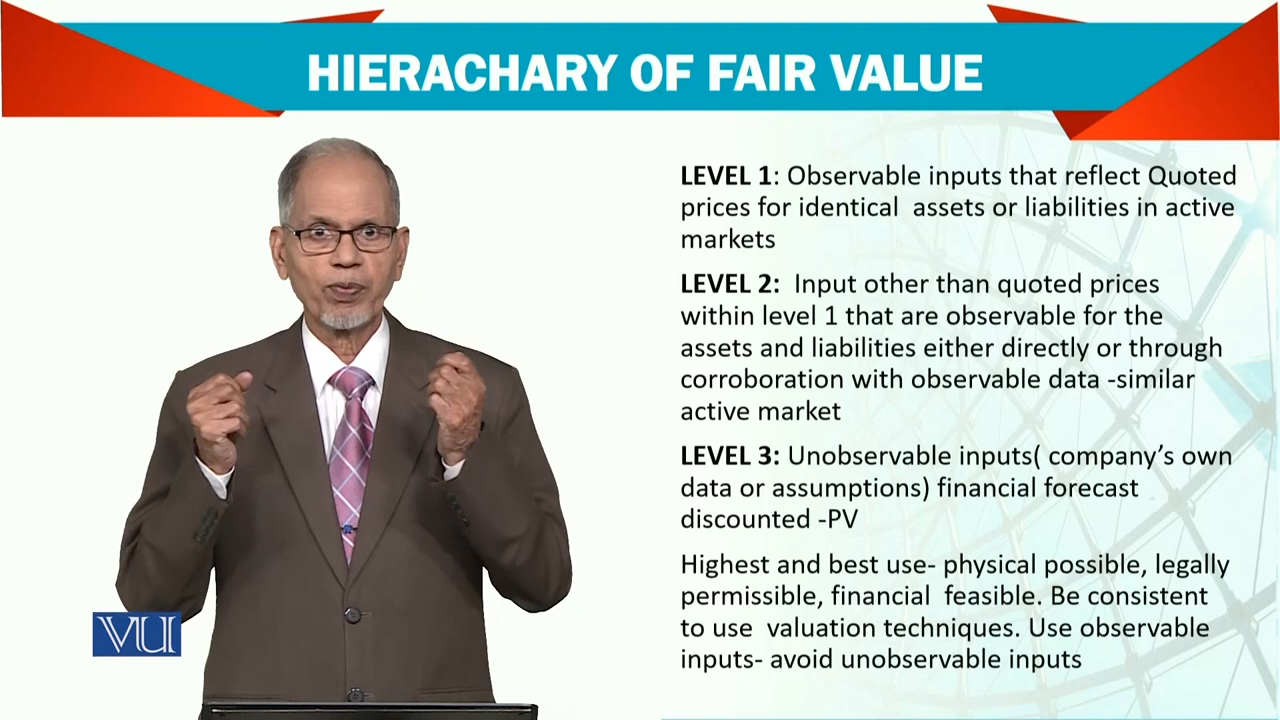 HIERACHARY OF FAIR VALUE
LEVEL 1: Observable inputs that reflect Quoted
prices for identical assets or liabilities in active
markets
LEVEL 2: Input other than quoted prices
within level 1 that are observable for the
assets and liabilities either directly or through
corroboration with observable data -similar
active market
LEVEL 3: Unobservable inputs( company's own
data or assumptions) financial forecast
discounted -PV
Highest and best use- physical possible, legally
permissible, financial feasible. Be consistent
to use valuation techniques. Use observable
inputs- avoid unobservable inputs
VU